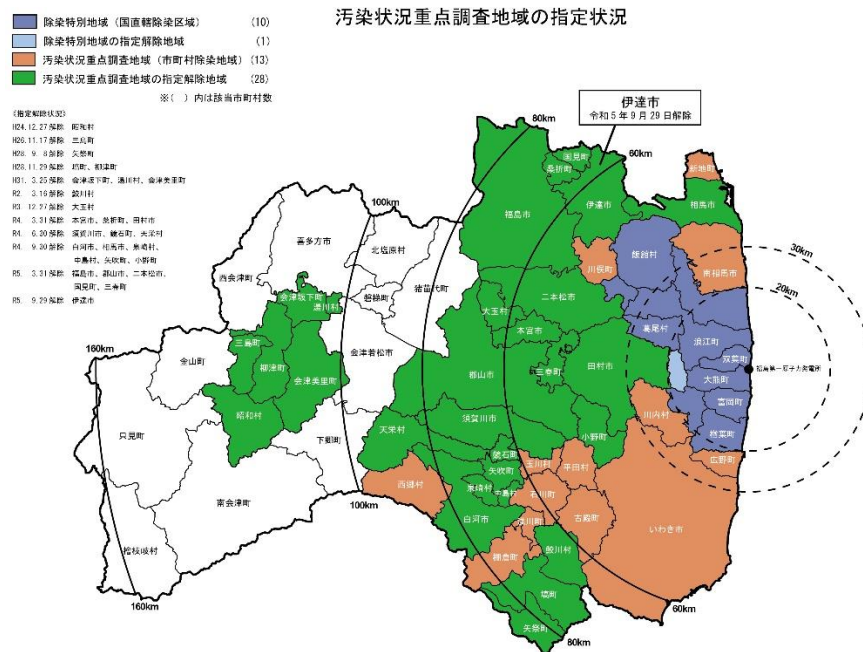 汚染状況重点調査地域の指定状況
除染特別地域（国直轄除染区域） (10)
除染特別地域の指定解除地域 (1)
汚染状況重点調査地域（市町村除染地域） (13)
汚染状況重点調査地域の指定解除地域 (28)
※( ) 内は該当市町村数
《指定解除状況》
H24.12.27解除 昭和村
H26.11.17解除 三島町
H28. 9. 8解除 矢祭町
H28.11.29解除 塙町、柳津町
H31. 3.25解除 会津坂下町、湯川村、会津美里町
R2. 3.16解除 鮫川村
R3. 12.27解除 大玉村
R4. 3.31解除 本宮市、桑折町、田村市
R4. 6.20解除 須賀川市、鏡石町、天栄村
R4. 9.30解除 白河市、相馬市、泉崎村、
中島村、矢吹町、小野町
R5. 3.31解除 福島市、郡山市、二本松市、
国見町、三春町
R5. 9.29解除 伊達市
伊達市
令和5年9月29日解除
80km
60km
100km
160km
30km
20km
国見町
桑折町
新地町
相馬市
伊達市
福島市
飯舘村
川俣町
南相馬市
喜多方市
北塩原村
西会津町
猪苗代町
磐梯町
会津坂下町
湯川村
二本松市
大玉村
本宮市
葛尾村
浪江町
双葉町
福島第一原子力発電所
大熊町
富岡町
楢葉町
広野町
金山町
三島町
柳津町
会津若松市
会津美里町
昭和村
郡山市
三春町
田村市
川内村
小野町
只見町
下郷町
天栄村
須賀川市
鏡石町
玉川村
平田村
矢吹町
西郷村
泉崎村
中島村
石川町
南会津町
白河市
浅川町
古殿町
いわき市
檜枝岐村
棚倉町
鮫川村
塙町
矢祭町
100km
160km
60km
80km